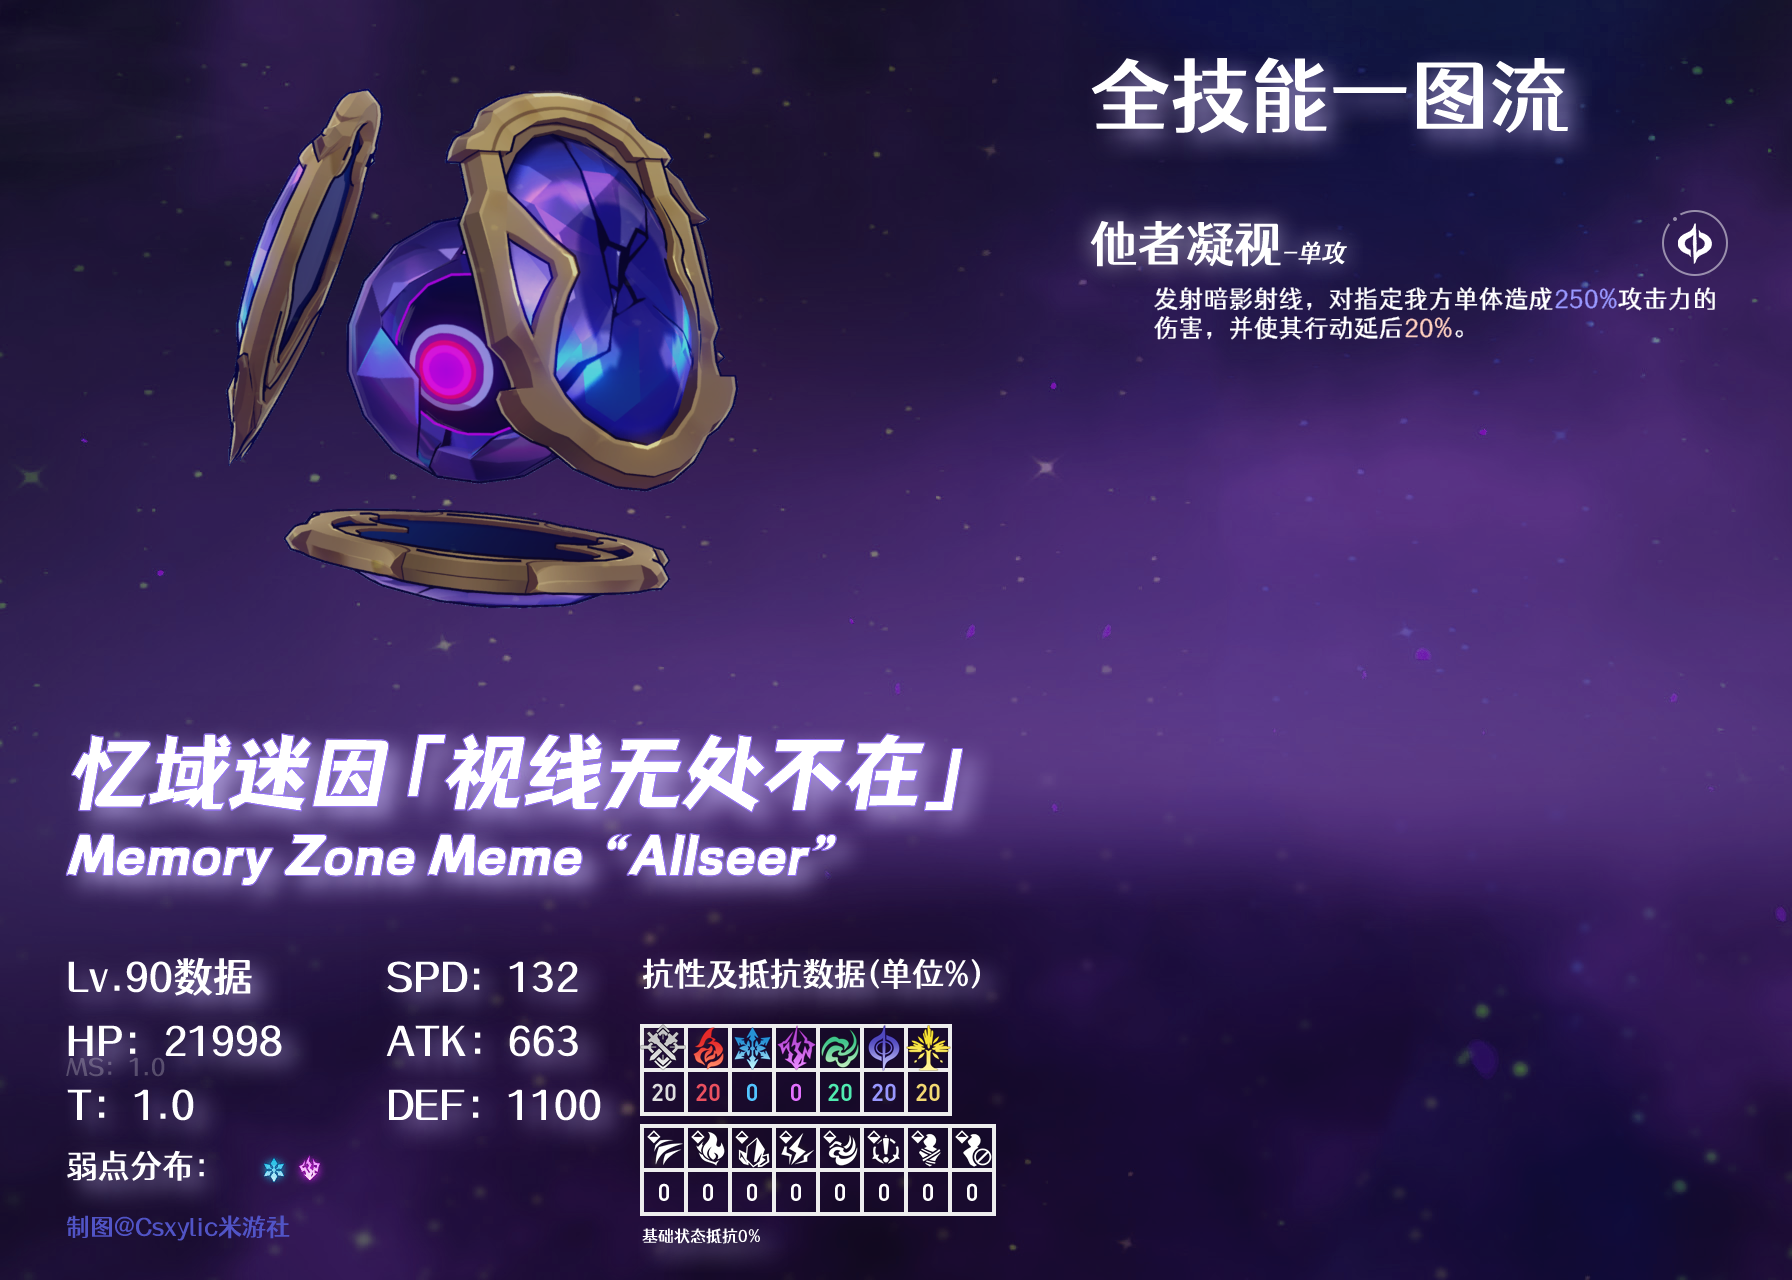 全技能一图流
他者凝视-单攻
发射暗影射线，对指定我方单体造成250%攻击力的
伤害，并使其行动延后20%。
忆域迷因「视线无处不在」
Memory Zone Meme “Allseer”
Lv.90数据
SPD： 132
HP： 21998
ATK： 663
MS： 1.0
T： 1.0
DEF： 1100
弱点分布：
制图@Csxylic米游社
抗性及抵抗数据(单位%)
20 20 0 0 20 20 20
0 0 0 0 0 0 0 0
基础状态抵抗0%